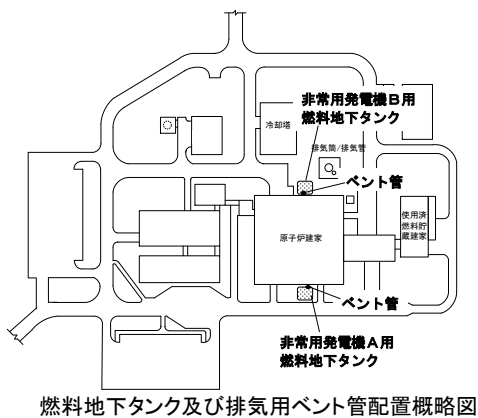 非常用発電機B用
燃料地下タンク
冷却塔
排気筒/排気管
ベント管
使用済
燃料貯
蔵建家
原子炉建家
ベント管
非常用発電機A用
燃料地下タンク
燃料地下タンク及び排気用ベント管配置概略図